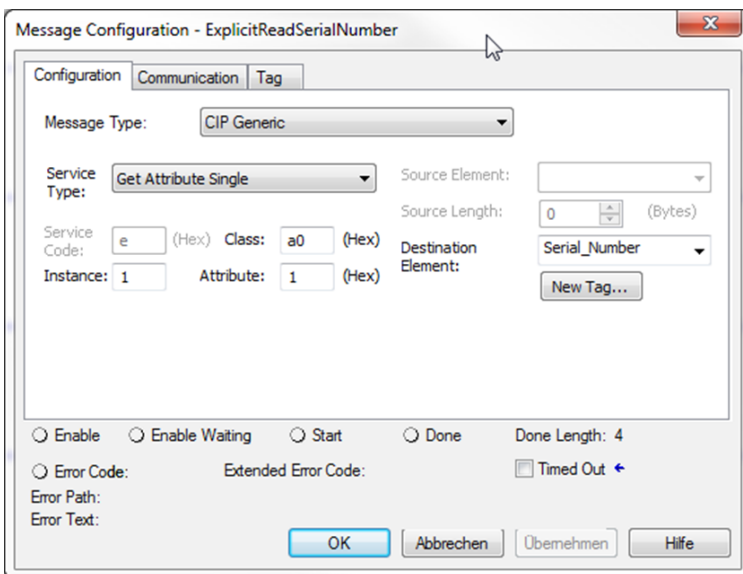 Message Configuration - ExplicitReadSerialNumber
Configuration Communication Tag
Message Type: CIP Generic
Service Type: Get Attribute Single Source Element:
Source Length: 0 (Bytes)
Service Code: e (Hex) Class: a0 (Hex) Destination Element: Serial_Number
Instance: 1 Attribute: 1 (Hex)
New Tag...
Enable Enable Waiting Start Done Done Length: 4
Error Code: Extended Error Code: Timed Out
Error Path:
Error Text:
OK Abbrechen Übernehmen Hilfe